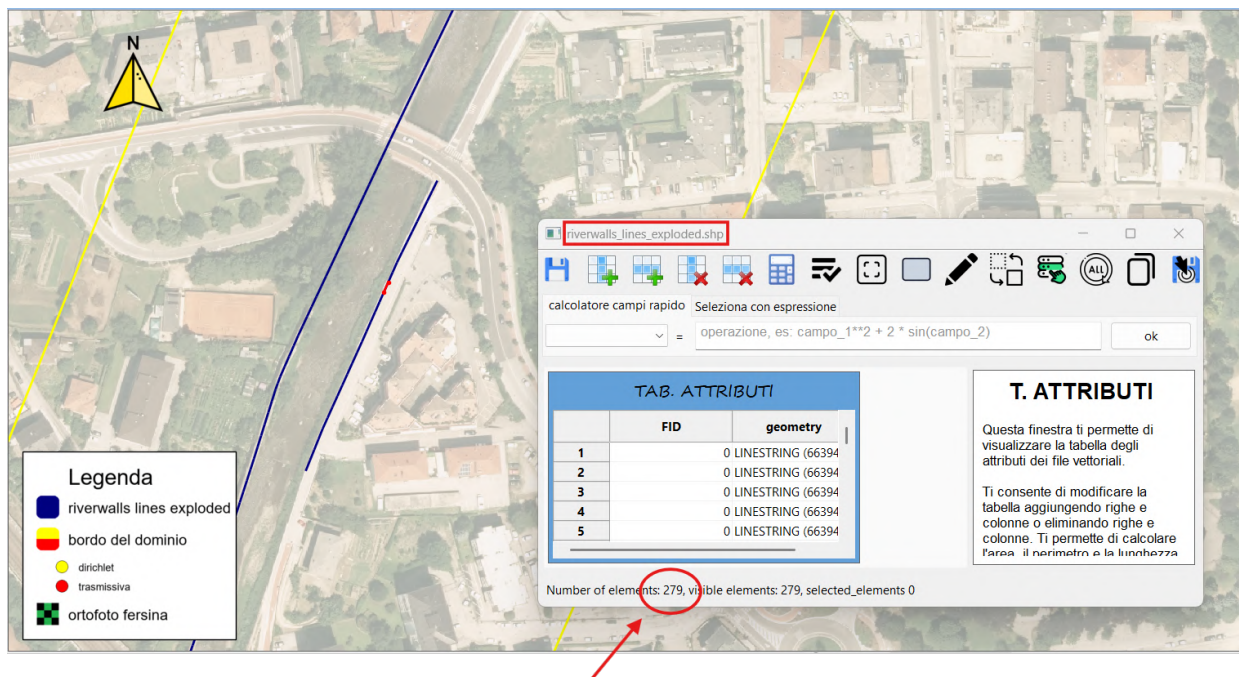 N
riverwalls_lines_exploded.shp
ALL
calcolatore campi rapido
Seleziona con espressione
=
operazione, es: campo_1**2 + 2 * sin(campo_2)
ok
TAB. ATTRIBUTI
FID geometry
1 0 LINESTRING (66394
2 0 LINESTRING (66394
3 0 LINESTRING (66394
4 0 LINESTRING (66394
5 0 LINESTRING (66394
T. ATTRIBUTI
Questa finestra ti permette di
visualizzare la tabella degli
attributi dei file vettoriali.
Ti consente di modificare la
tabella aggiungendo righe e
colonne o eliminando righe e
colonne. Ti permette di calcolare
l'area, il perimetro e la lunghezza
Number of elements: 279, visible elements: 279, selected_elements 0
Legenda
riverwalls lines exploded
bordo del dominio
dirichlet
trasmissiva
ortofoto fersina